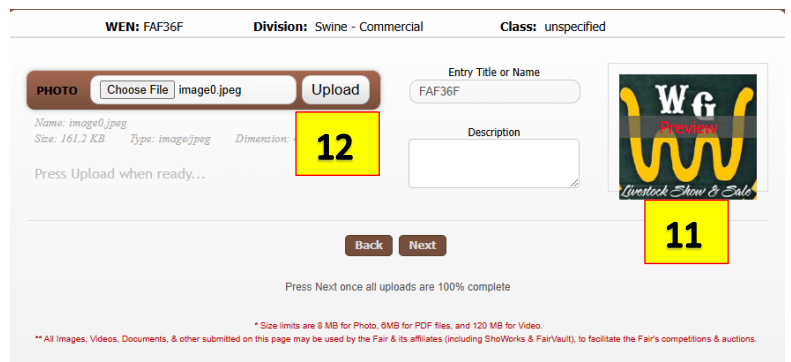 WEN: FAF36F Division: Swine - Commercial Class: unspecified
PHOTO Choose File image0.jpeg Upload
Name: image0.jpeg
Size: 161.2 KB Type: image/jpeg Dimension:
12
Press Upload when ready...
Entry Title or Name
FAF36F
Description
WG
Preview
Livestock Show & Sale
11
Back Next
Press Next once all uploads are 100% complete
* Size limits are 8 MB for Photo, 6MB for PDF files, and 120 MB for Video.
** All Images, Videos, Documents, & other submitted on this page may be used by the Fair & its affiliates (including ShoWorks & FairVault), to facilitate the Fair's competitions & auctions.